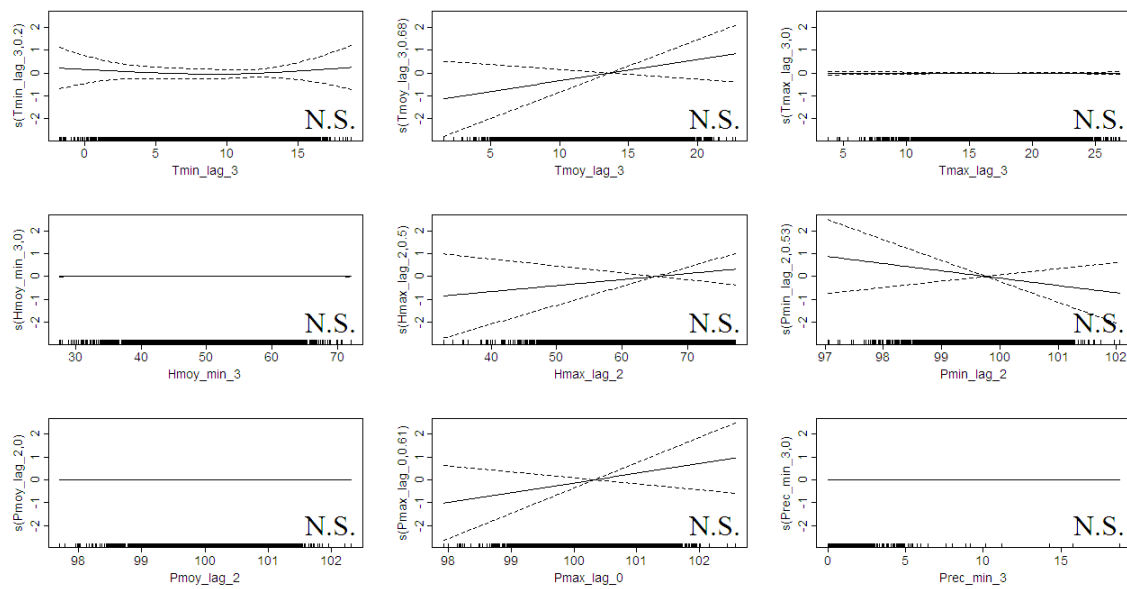 s(Tmin_lag_3,0.2)
2
1
0
-1
-2
N.S.
0 5 10 15
Tmin_lag_3
s(Tmoy_lag_3,0.68)
2
1
0
-1
-2
N.S.
5 10 15 20
Tmoy_lag_3
s(Tmax_lag_3,0)
2
1
0
-1
-2
N.S.
5 10 15 20 25
Tmax_lag_3
s(Hmoy_min_3,0)
2
1
0
-1
-2
N.S.
30 40 50 60 70
Hmoy_min_3
s(Hmax_lag_2,0.5)
2
1
0
-1
-2
N.S.
40 50 60 70
Hmax_lag_2
s(Pmin_lag_2,0.53)
2
1
0
-1
-2
N.S.
97 98 99 100 101 102
Pmin_lag_2
s(Pmoy_lag_2,0)
2
1
0
-1
-2
N.S.
98 99 100 101 102
Pmoy_lag_2
s(Pmax_lag_0,0.61)
2
1
0
-1
-2
N.S.
98 99 100 101 102
Pmax_lag_0
s(Prec_min_3,0)
2
1
0
-1
-2
N.S.
0 5 10 15
Prec_min_3